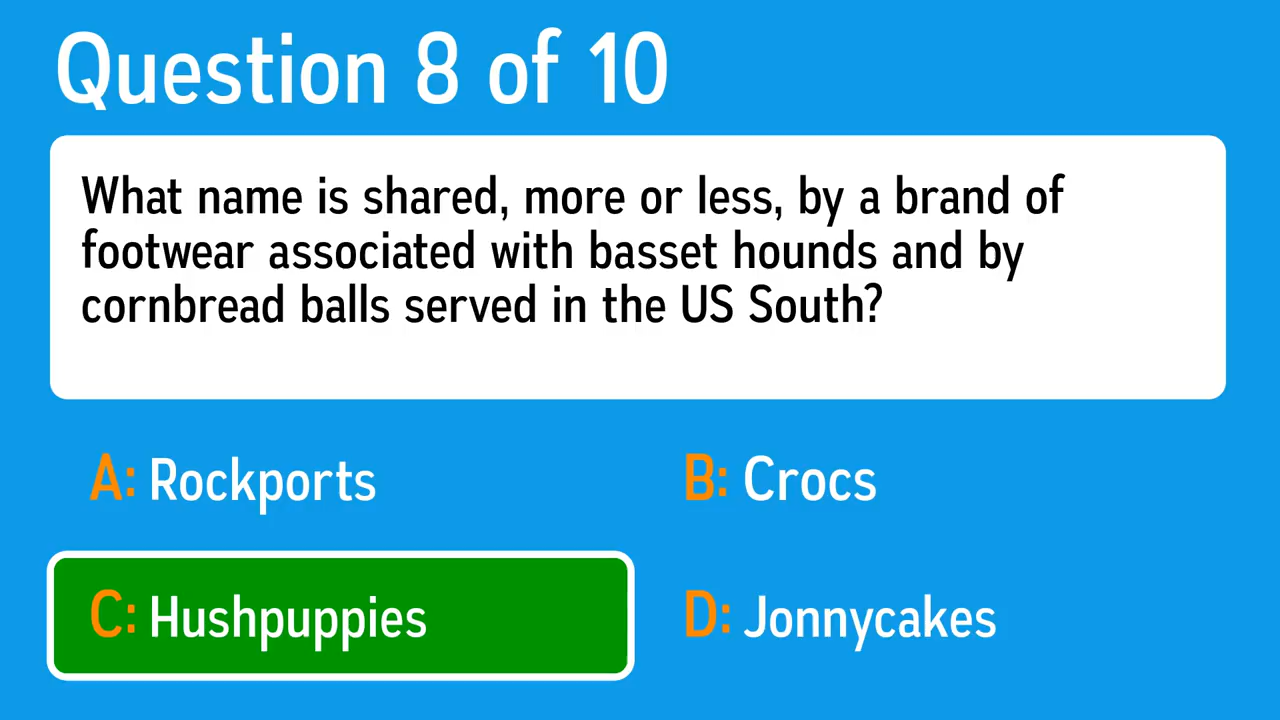 Question 8 of 10
What name is shared, more or less, by a brand of
footwear associated with basset hounds and by
cornbread balls served in the US South?
A: Rockports
B: Crocs
C: Hushpuppies
D: Jonnycakes